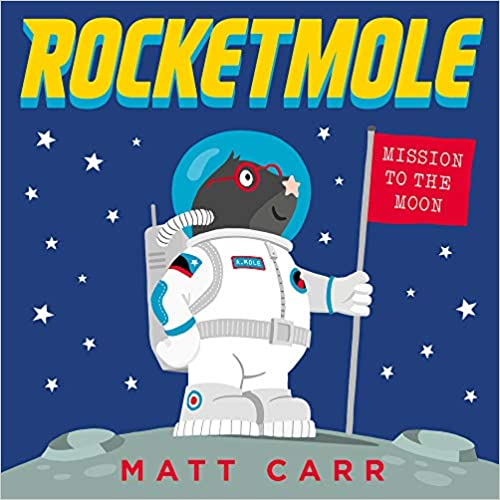 ROCKETMOLE
MISSION
TO THE
MOON
A.MOLE
MATT CARR